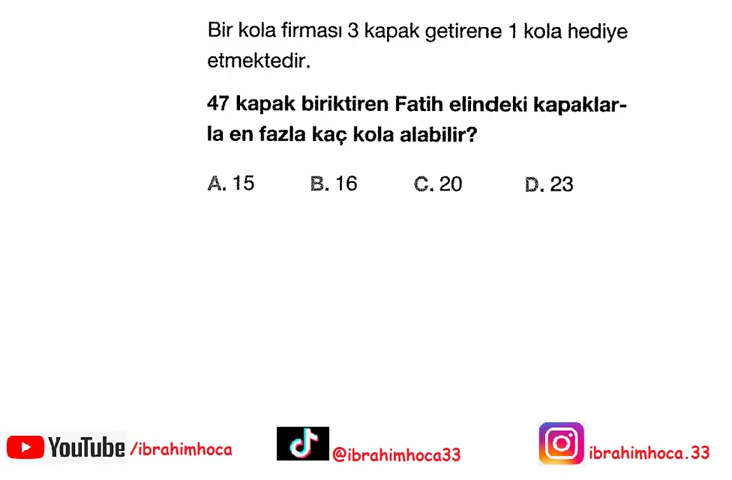 Bir kola firması 3 kapak getirene 1 kola hediye
etmektedir.
47 kapak biriktiren Fatih elindeki kapaklar-
la en fazla kaç kola alabilir?
A. 15 B. 16 C. 20 D. 23
YouTube /ibrahimhoca @ibrahimhoca33 ibrahimhoca.33